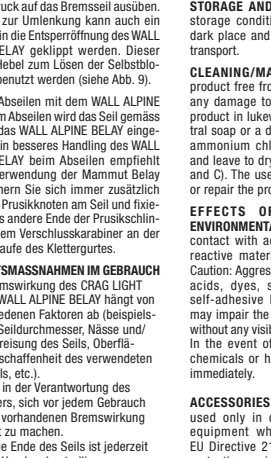 uck auf das Bremsseil ausüben.
zur Umlenkung kann auch ein
in die Entsperröffnung des WALL
ELAY geklippt werden. Dieser
Hebel zum Lösen der Selbstblo-
benutzt werden (siehe Abb. 9).
Abseilen mit dem WALL ALPINE
m Abseilen wird das Seil gemäss
das WALL ALPINE BELAY einge-
in besseres Handling des WALL
ELAY beim Abseilen empfiehlt
erwendung der Mammut Belay
hern Sie sich immer zusätzlich
Prusikknoten am Seil und fixie-
s andere Ende der Prusikschlin-
em Verschlusskarabiner an der
aufe des Klettergurtes.
TSMASSNAHMEN IM GEBRAUCH
mswirkung des CRAG LIGHT
WALL ALPINE BELAY hängt von
edenen Faktoren ab (beispiels-
Seildurchmesser, Nässe und/
reisung des Seils, Oberflä-
schaffenheit des verwendeten
ls, etc.).
in der Verantwortung des
ers, sich vor jedem Gebrauch
vorhandenen Bremswirkung
t zu machen.
ie Ende des Seils ist jederzeit
STORAGE AND
storage conditi
dark place and
transport.
CLEANING/MA
product free fron
any damage to
product in lukew
tral soap or a d
ammonium chl
and leave to dry
and C). The use
or repair the pro
EFFECTS OF
ENVIRONMENTA
contact with ac
reactive materi
Caution: Aggres
acids, dyes, s
self-adhesive l
may impair the
without any visib
In the event of
chemicals or h
immediately.
ACCESSORIES
used only in c
equipment wh
EU Directive 21